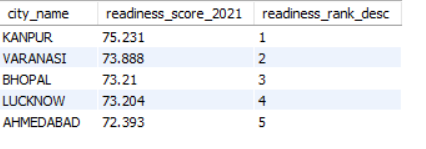 city_name readiness_score_2021 readiness_rank_desc
KANPUR 75.231 1
VARANASI 73.888 2
BHOPAL 73.21 3
LUCKNOW 73.204 4
AHMEDABAD 72.393 5